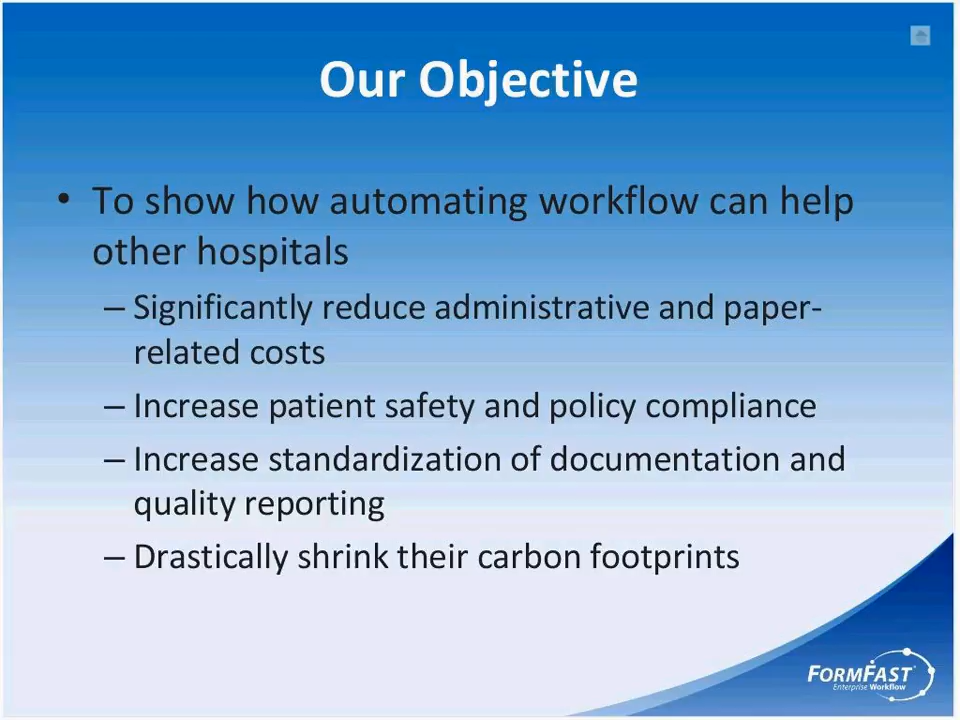 Our Objective
• To show how automating workflow can help
other hospitals
– Significantly reduce administrative and paper-
related costs
– Increase patient safety and policy compliance
– Increase standardization of documentation and
quality reporting
– Drastically shrink their carbon footprints
FORMFAST
Enterprise Workflow